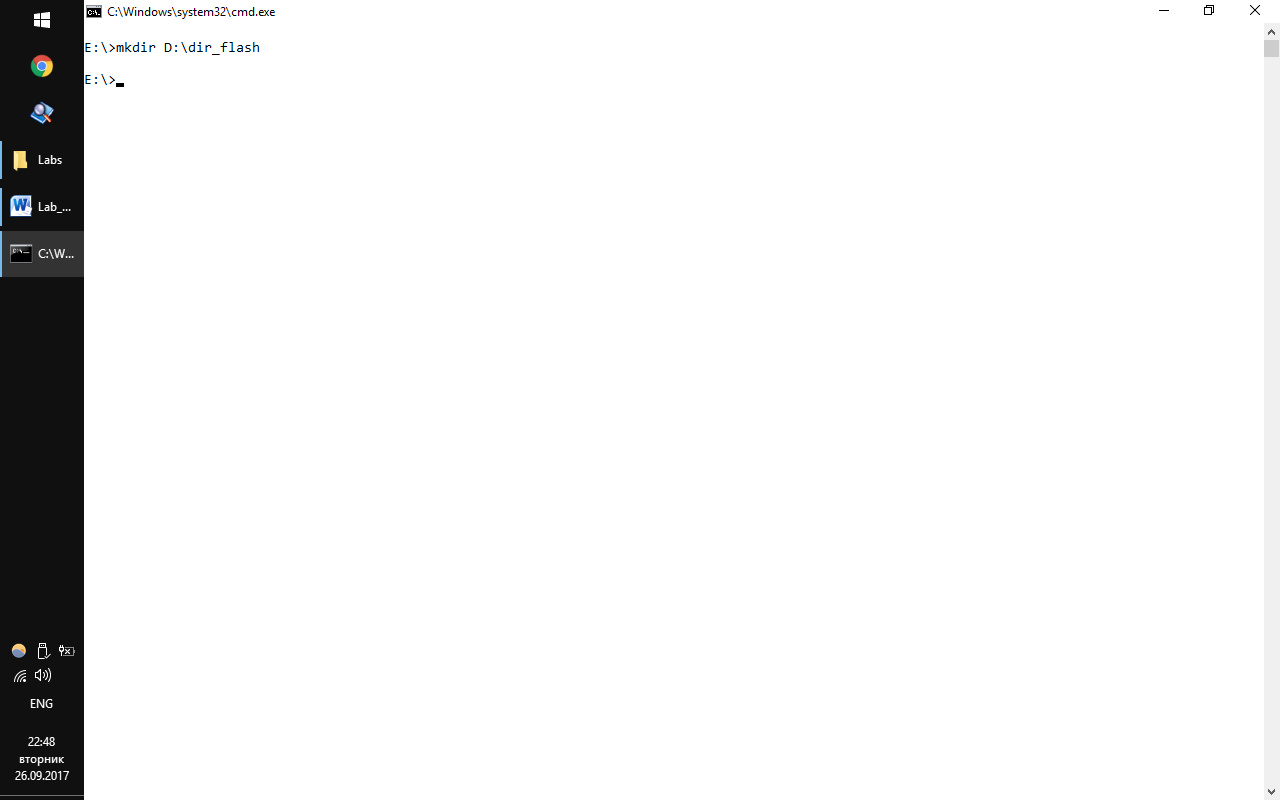 C:\Windows\system32\cmd.exe
E:\>mkdir D:\dir_flash
E:\>
Labs
Lab_...
C:\W...
ENG
22:48
вторник
26.09.2017